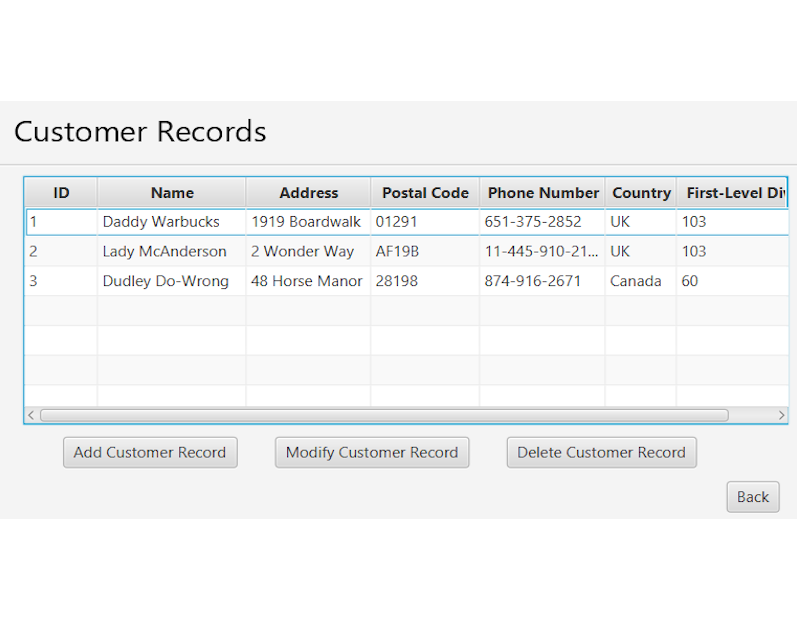 Customer Records
ID Name Address Postal Code Phone Number Country First-Level Di
1 Daddy Warbucks 1919 Boardwalk 01291 651-375-2852 UK 103
2 Lady McAnderson 2 Wonder Way AF19B 11-445-910-21... UK 103
3 Dudley Do-Wrong 48 Horse Manor 28198 874-916-2671 Canada 60
Add Customer Record Modify Customer Record Delete Customer Record
Back